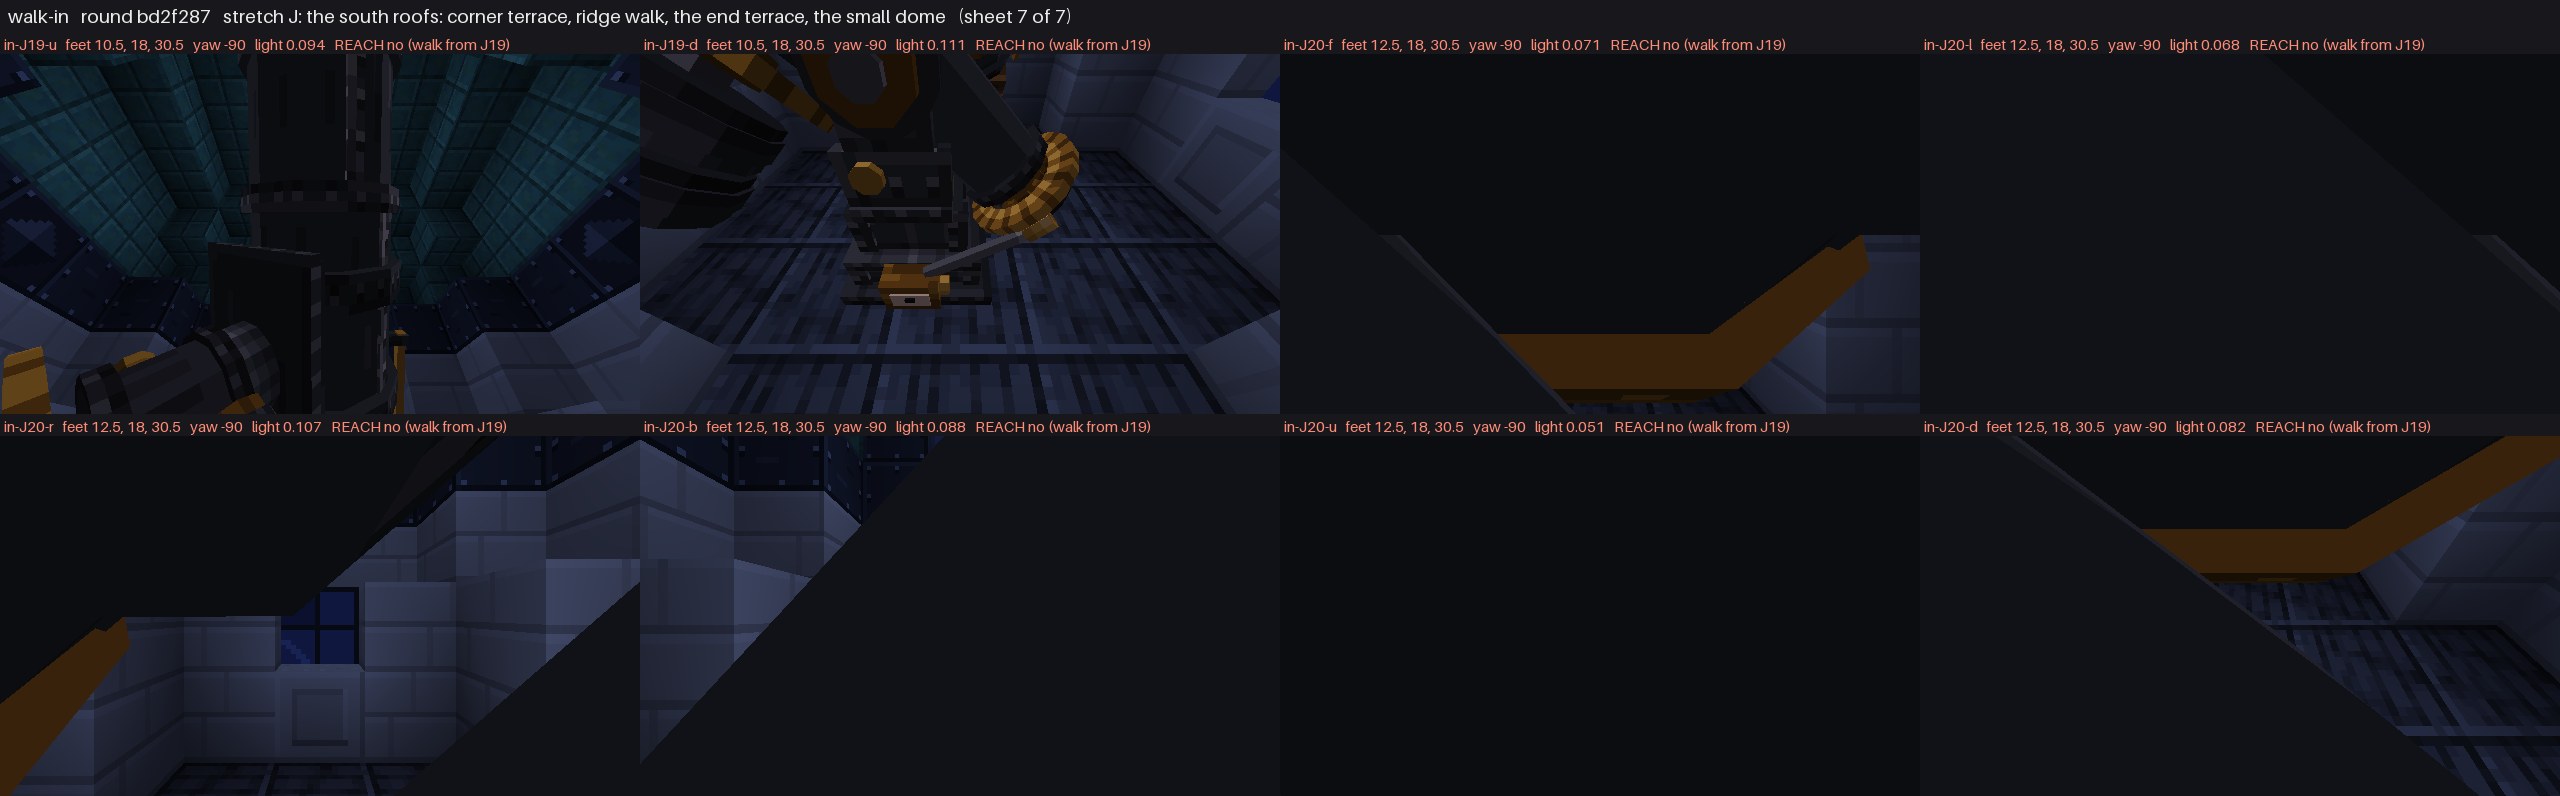 walk-in round bd2f287 stretch J: the south roofs: corner terrace, ridge walk, the end terrace, the small dome (sheet 7 of 7)
in-J19-u feet 10.5, 18, 30.5 yaw -90 light 0.094 REACH no (walk from J19)
in-J19-d feet 10.5, 18, 30.5 yaw -90 light 0.111 REACH no (walk from J19)
in-J20-f feet 12.5, 18, 30.5 yaw -90 light 0.071 REACH no (walk from J19)
in-J20-l feet 12.5, 18, 30.5 yaw -90 light 0.068 REACH no (walk from J19)
in-J20-r feet 12.5, 18, 30.5 yaw -90 light 0.107 REACH no (walk from J19)
in-J20-b feet 12.5, 18, 30.5 yaw -90 light 0.088 REACH no (walk from J19)
in-J20-u feet 12.5, 18, 30.5 yaw -90 light 0.051 REACH no (walk from J19)
in-J20-d feet 12.5, 18, 30.5 yaw -90 light 0.082 REACH no (walk from J19)